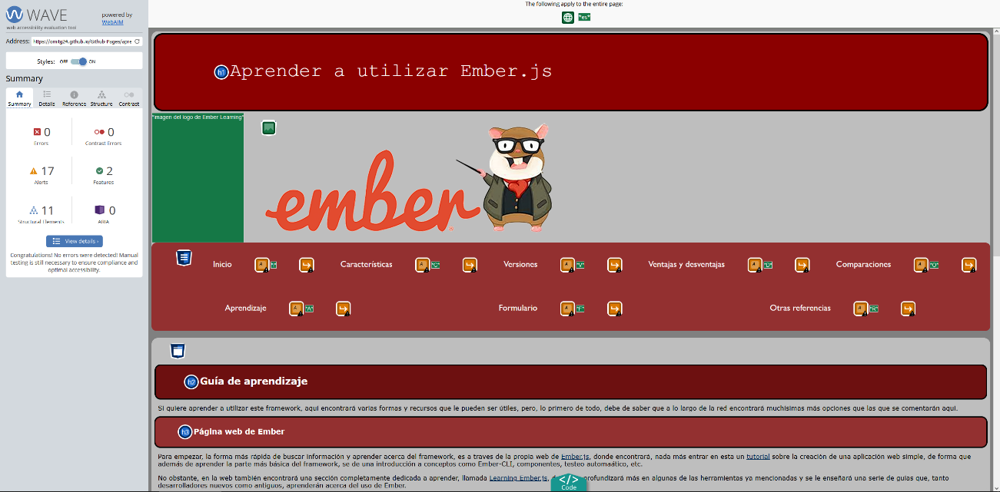 The following apply to the entire page:
*es*
WAVE
web accessibility evaluation tool
powered by
WebAIM
Address: https://omitg24.github.io/Github-Pages/apre
Styles: OFF ON
Summary
Summary Details Reference Structure Contrast
0 0
Errors Contrast Errors
17 2
Alerts Features
11 0
Structural Elements ARIA
View details ›
Congratulations! No errors were detected! Manual
testing is still necessary to ensure compliance and
optimal accessibility.
h1 Aprender a utilizar Ember.js
*Imagen del logo de Ember Learning*
ember
Inicio Características A *C* Versiones A *V* Ventajas y desventajas A *D* Comparaciones A *O*
Aprendizaje A *A* Formulario A *F* Otras referencias A *R*
h2 Guía de aprendizaje
Si quiere aprender a utilizar este framework, aquí encontrará varias formas y recursos que le pueden ser útiles, pero, lo primero de todo, debe de saber que a lo largo de la red encontrará muchísimas más opciones que las que se comentarán aquí.
h3 Página web de Ember
Para empezar, la forma más rápida de buscar información y aprender acerca del framework, es a traves de la propia web de Ember.js, donde encontrará, nada más entrar en esta un tutorial sobre la creación de una aplicación web simple, de forma que
además de aprender la parte más básica del framework, se de una introducción a conceptos como Ember-CLI, componentes, testeo automaático, etc.
No obstante, en la web también encontrará una sección completamente dedicada a aprender, llamada Learning Ember.js, profundizará más en algunas de las herramientas ya mencionadas y se le enseñará una serie de guías que, tanto
desarrolladores nuevos como antiguos, aprenderán acerca del uso de Ember.
</> Code